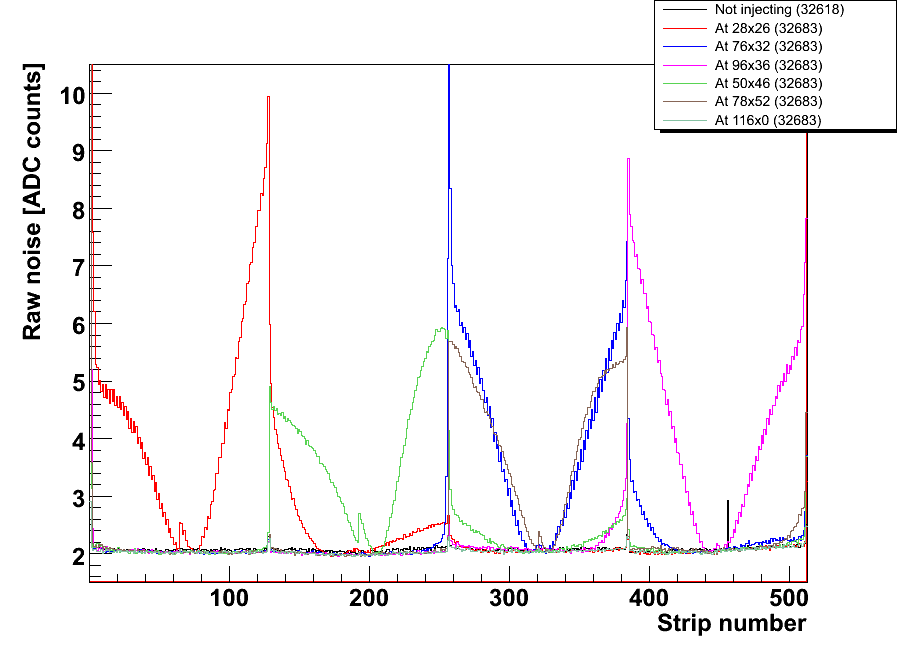 Not injecting (32618)
At 28x26 (32683)
At 76x32 (32683)
At 96x36 (32683)
At 50x46 (32683)
At 78x52 (32683)
At 116x0 (32683)
Raw noise [ADC counts]
10
9
8
7
6
5
4
3
2
100 200 300 400 500
Strip number